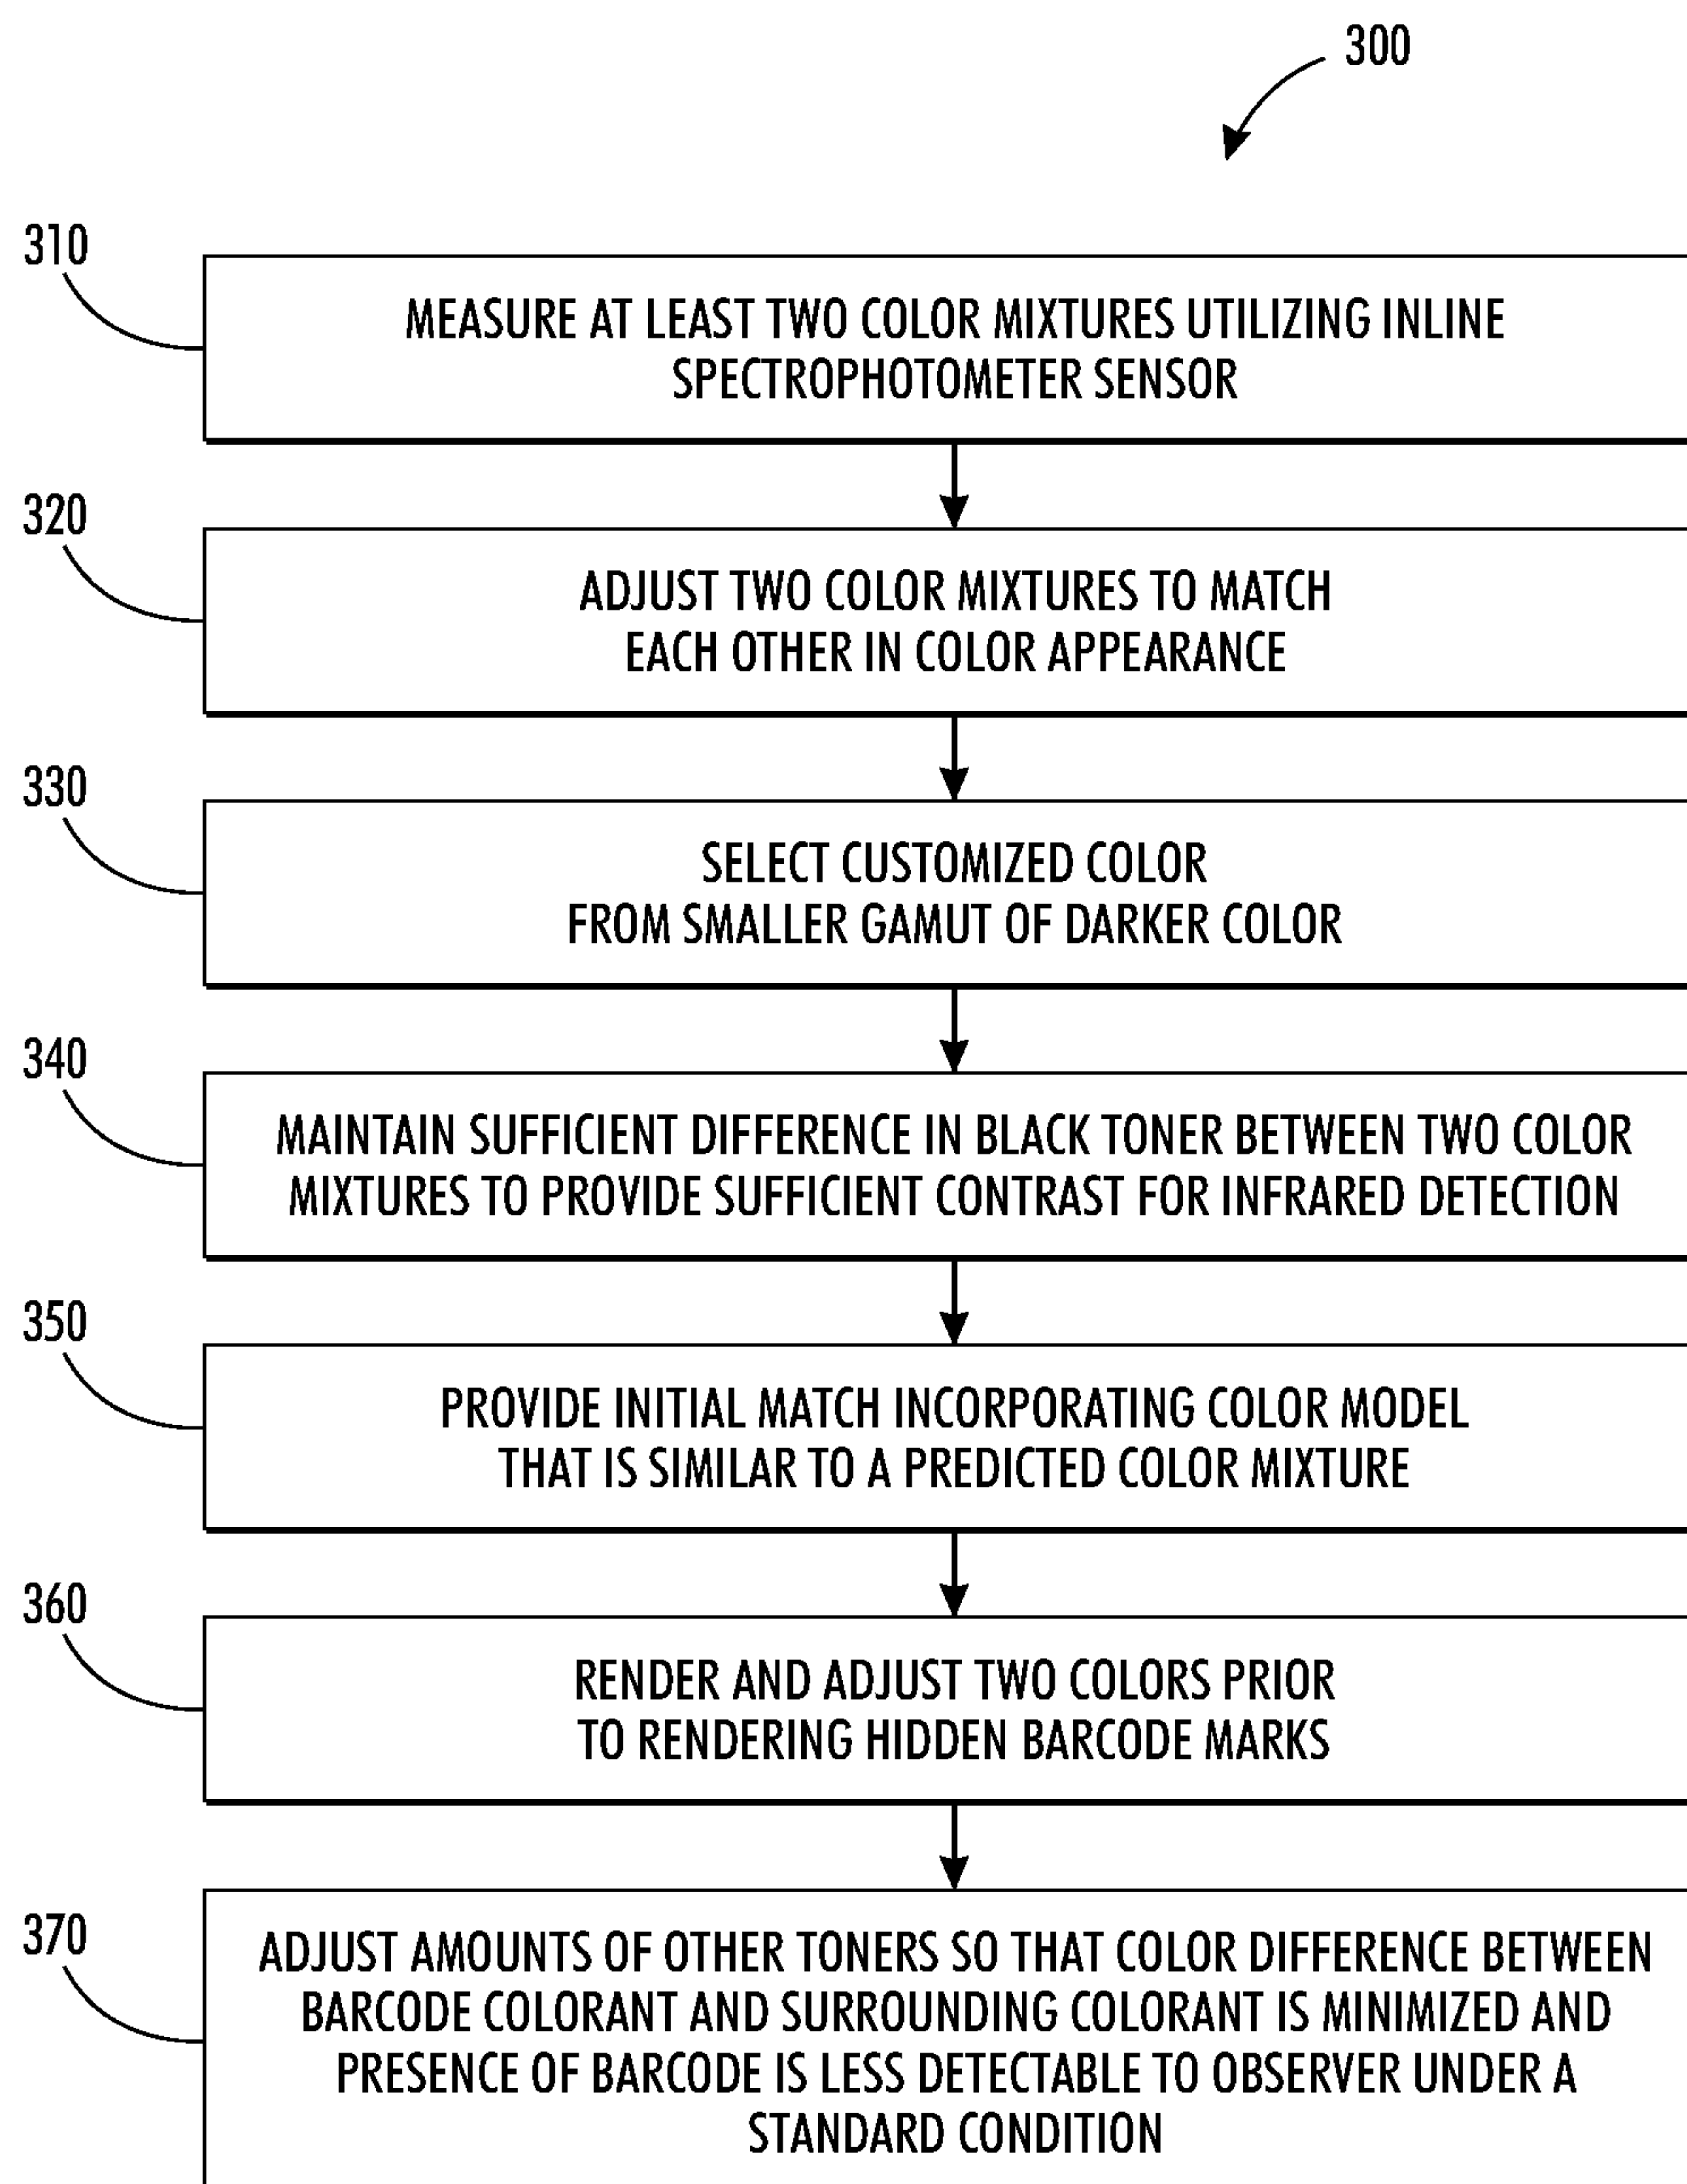 300
310
MEASURE AT LEAST TWO COLOR MIXTURES UTILIZING INLINE
SPECTROPHOTOMETER SENSOR
320
ADJUST TWO COLOR MIXTURES TO MATCH
EACH OTHER IN COLOR APPEARANCE
330
SELECT CUSTOMIZED COLOR
FROM SMALLER GAMUT OF DARKER COLOR
340
MAINTAIN SUFFICIENT DIFFERENCE IN BLACK TONER BETWEEN TWO COLOR
MIXTURES TO PROVIDE SUFFICIENT CONTRAST FOR INFRARED DETECTION
350
PROVIDE INITIAL MATCH INCORPORATING COLOR MODEL
THAT IS SIMILAR TO A PREDICTED COLOR MIXTURE
360
RENDER AND ADJUST TWO COLORS PRIOR
TO RENDERING HIDDEN BARCODE MARKS
370
ADJUST AMOUNTS OF OTHER TONERS SO THAT COLOR DIFFERENCE BETWEEN
BARCODE COLORANT AND SURROUNDING COLORANT IS MINIMIZED AND
PRESENCE OF BARCODE IS LESS DETECTABLE TO OBSERVER UNDER A
STANDARD CONDITION